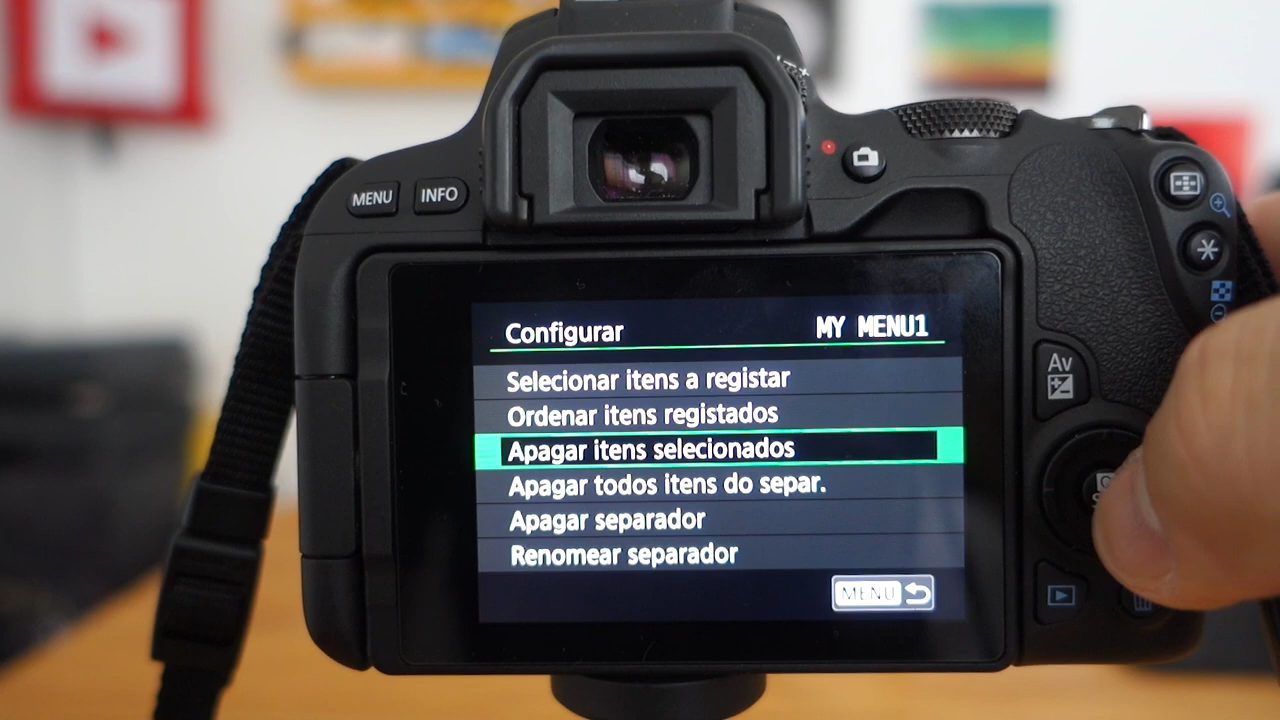 MENU INFO
Av
Configurar MY MENU1
Selecionar itens a registar
Ordenar itens registados
Apagar itens selecionados
Apagar todos itens do separ.
Apagar separador
Renomear separador
MENU